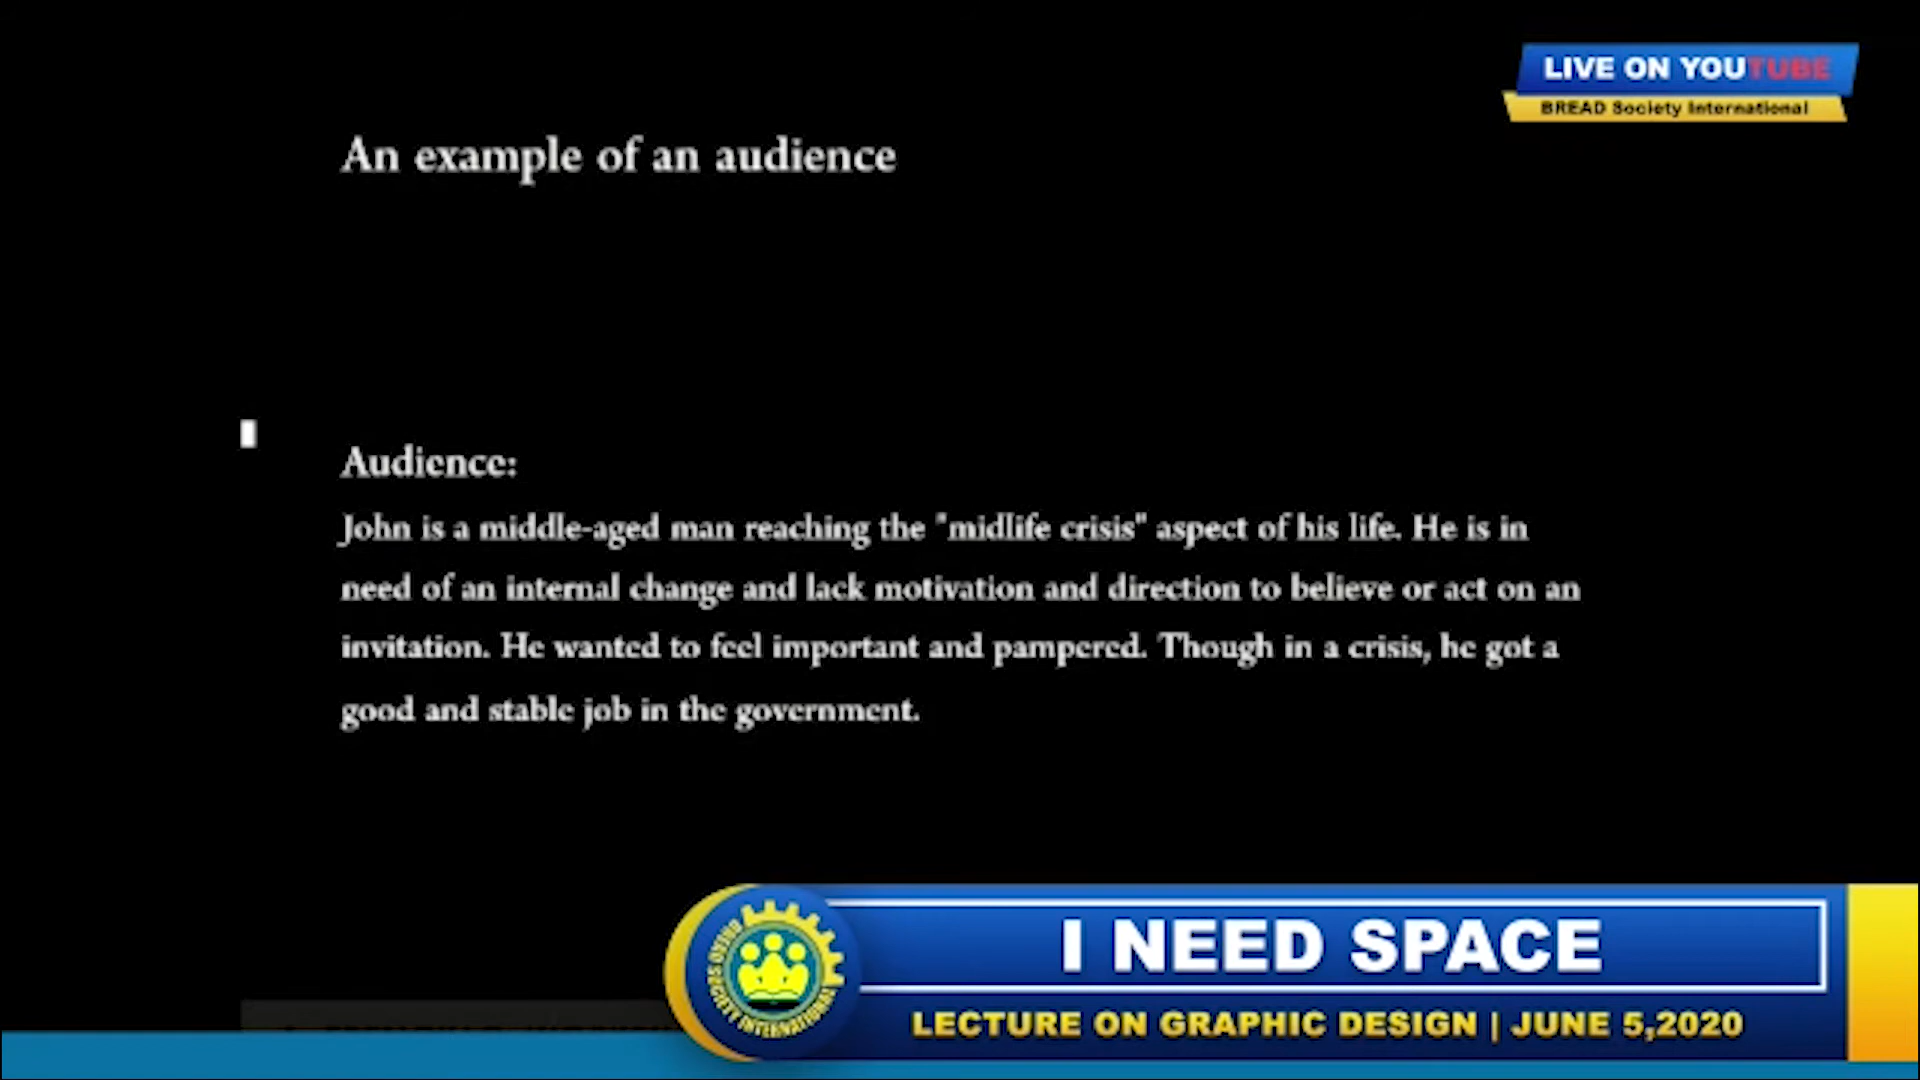 LIVE ON YOUTUBE
BREAD Society International
An example of an audience
Audience:
John is a middle-aged man reaching the "midlife crisis" aspect of his life. He is in
need of an internal change and lack motivation and direction to believe or act on an
invitation. He wanted to feel important and pampered. Though in a crisis, he got a
good and stable job in the government.
I NEED SPACE
BREAD SOCIETY INTERNATIONAL
LECTURE ON GRAPHIC DESIGN | JUNE 5,2020